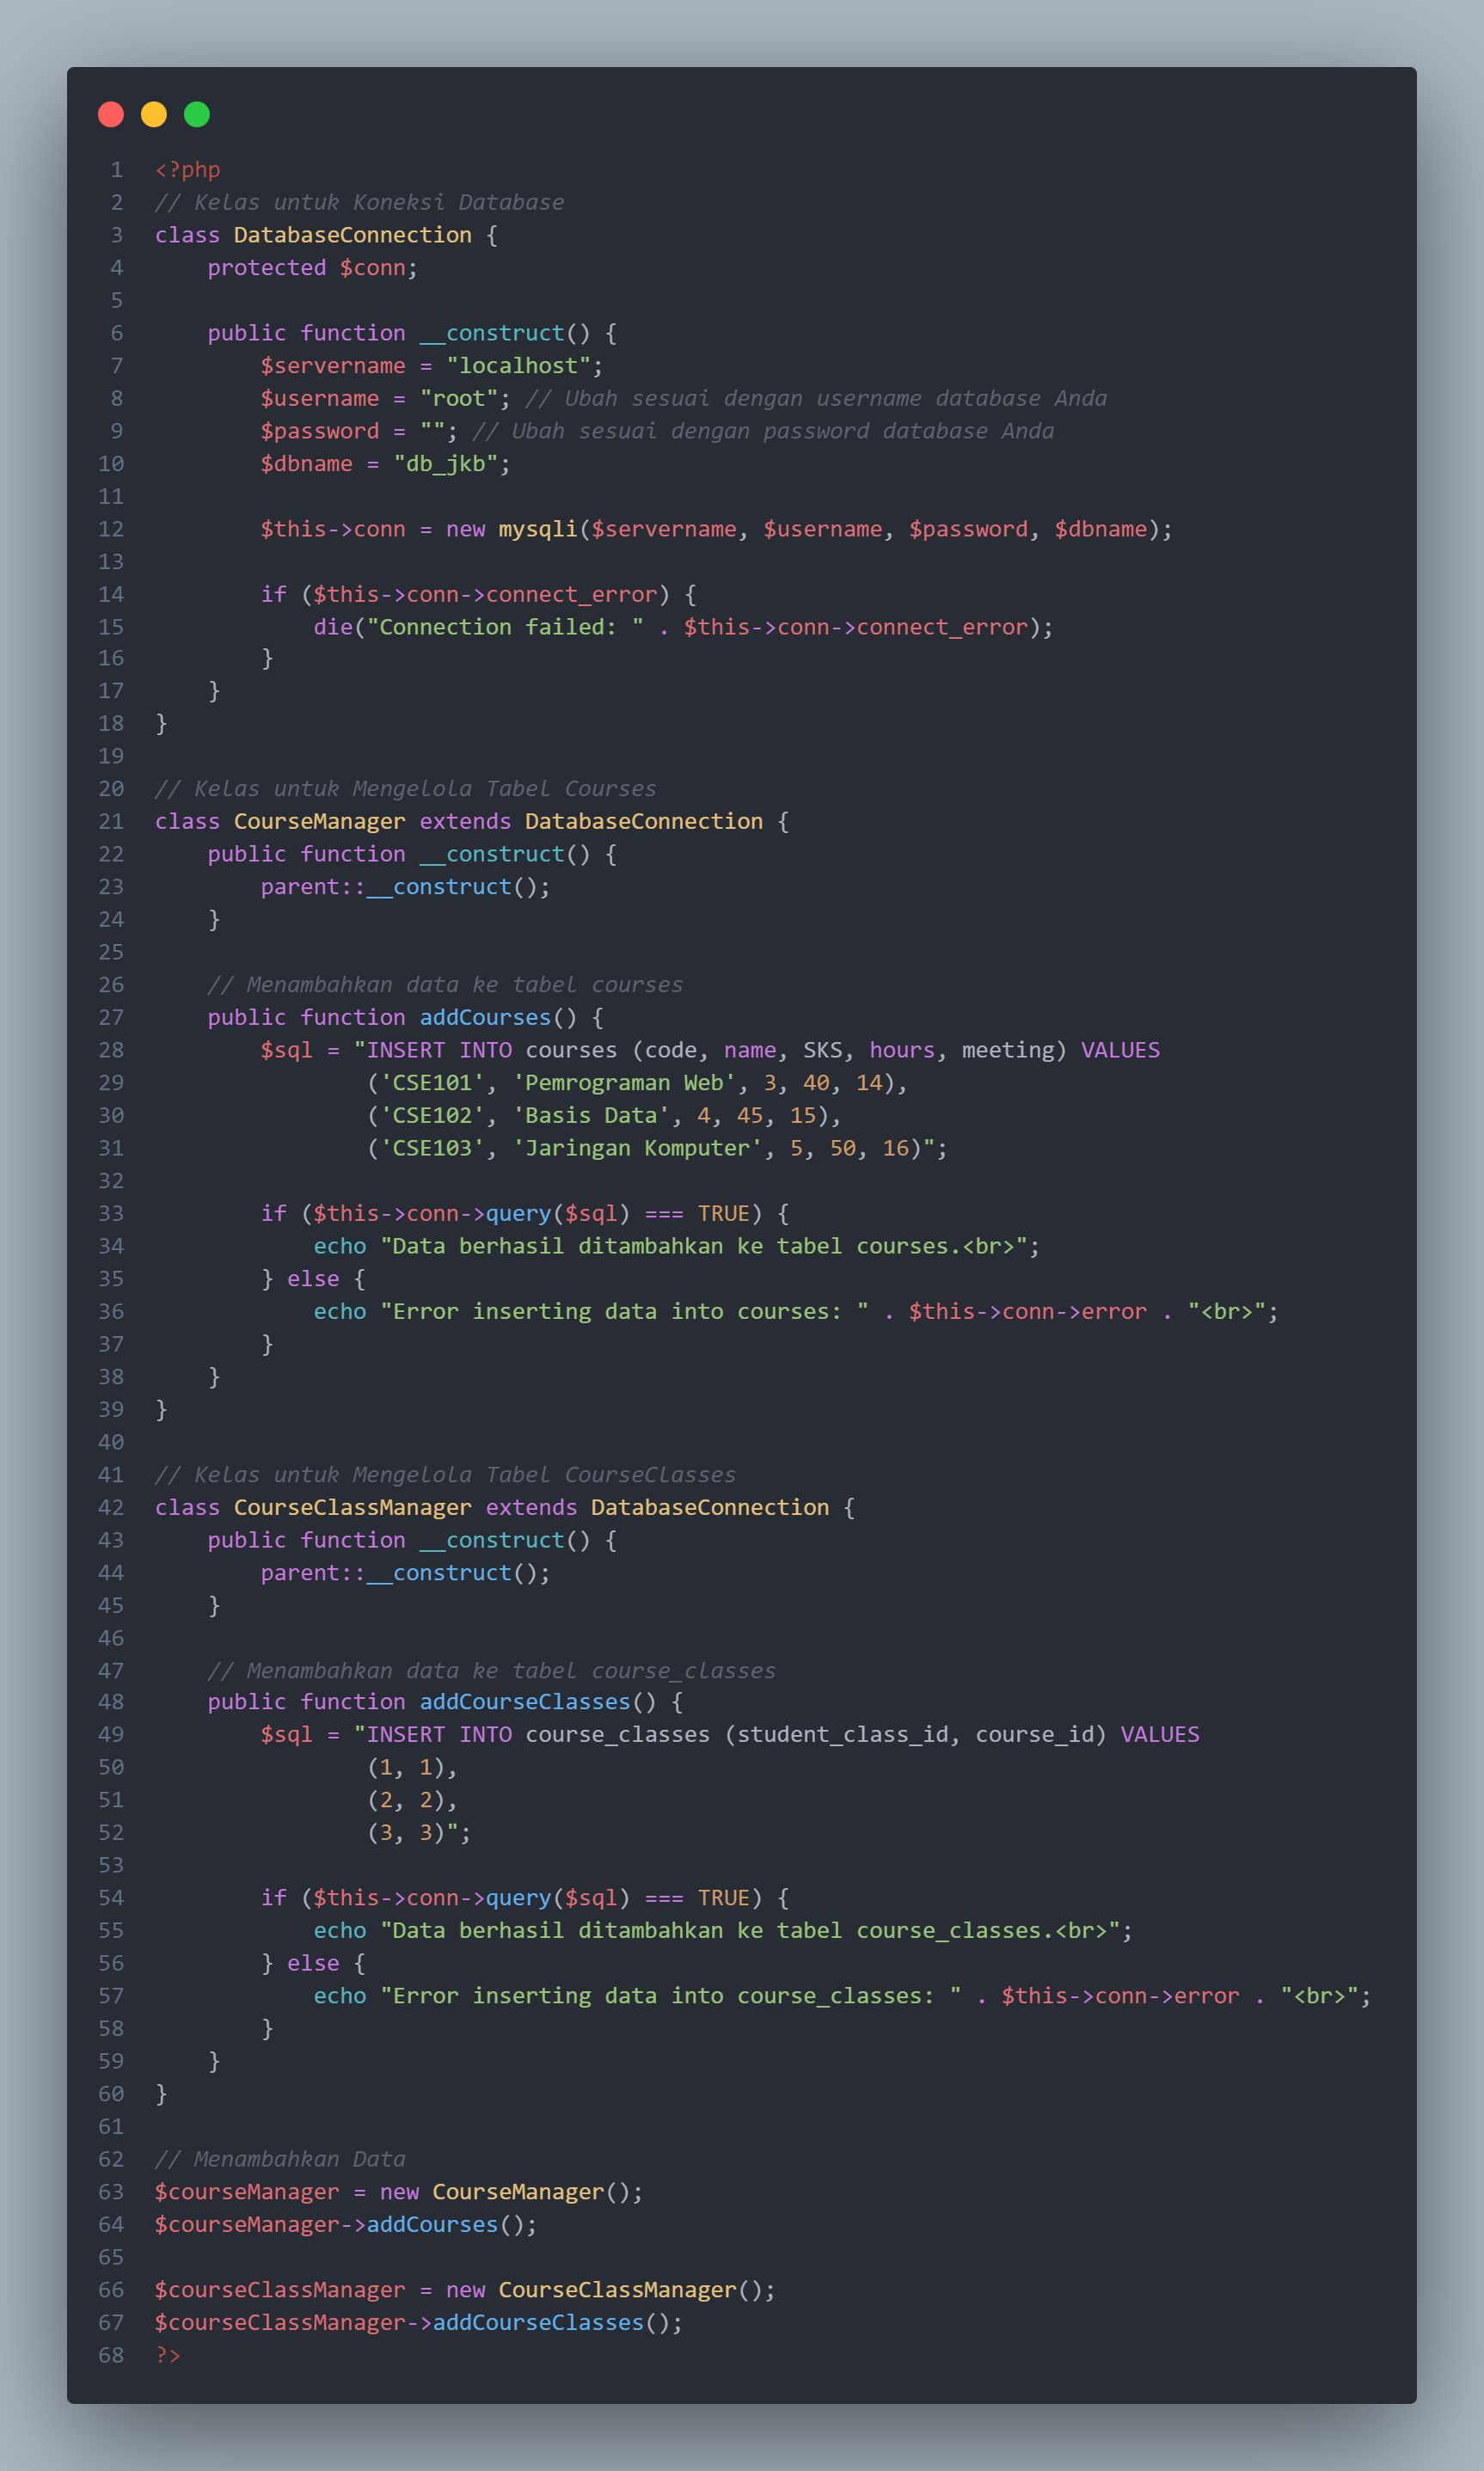 1 <?php
2 // Kelas untuk Koneksi Database
3 class DatabaseConnection {
4     protected $conn;
5
6     public function __construct() {
7         $servername = "localhost";
8         $username = "root"; // Ubah sesuai dengan username database Anda
9         $password = ""; // Ubah sesuai dengan password database Anda
10         $dbname = "db_jkb";
11
12         $this->conn = new mysqli($servername, $username, $password, $dbname);
13
14         if ($this->conn->connect_error) {
15             die("Connection failed: " . $this->conn->connect_error);
16         }
17     }
18 }
19
20 // Kelas untuk Mengelola Tabel Courses
21 class CourseManager extends DatabaseConnection {
22     public function __construct() {
23         parent::__construct();
24     }
25
26     // Menambahkan data ke tabel courses
27     public function addCourses() {
28         $sql = "INSERT INTO courses (code, name, SKS, hours, meeting) VALUES
29                 ('CSE101', 'Pemrograman Web', 3, 40, 14),
30                 ('CSE102', 'Basis Data', 4, 45, 15),
31                 ('CSE103', 'Jaringan Komputer', 5, 50, 16)";
32
33         if ($this->conn->query($sql) === TRUE) {
34             echo "Data berhasil ditambahkan ke tabel courses.<br>";
35         } else {
36             echo "Error inserting data into courses: " . $this->conn->error . "<br>";
37         }
38     }
39 }
40
41 // Kelas untuk Mengelola Tabel CourseClasses
42 class CourseClassManager extends DatabaseConnection {
43     public function __construct() {
44         parent::__construct();
45     }
46
47     // Menambahkan data ke tabel course_classes
48     public function addCourseClasses() {
49         $sql = "INSERT INTO course_classes (student_class_id, course_id) VALUES
50                 (1, 1),
51                 (2, 2),
52                 (3, 3)";
53
54         if ($this->conn->query($sql) === TRUE) {
55             echo "Data berhasil ditambahkan ke tabel course_classes.<br>";
56         } else {
57             echo "Error inserting data into course_classes: " . $this->conn->error . "<br>";
58         }
59     }
60 }
61
62 // Menambahkan Data
63 $courseManager = new CourseManager();
64 $courseManager->addCourses();
65
66 $courseClassManager = new CourseClassManager();
67 $courseClassManager->addCourseClasses();
68 ?>